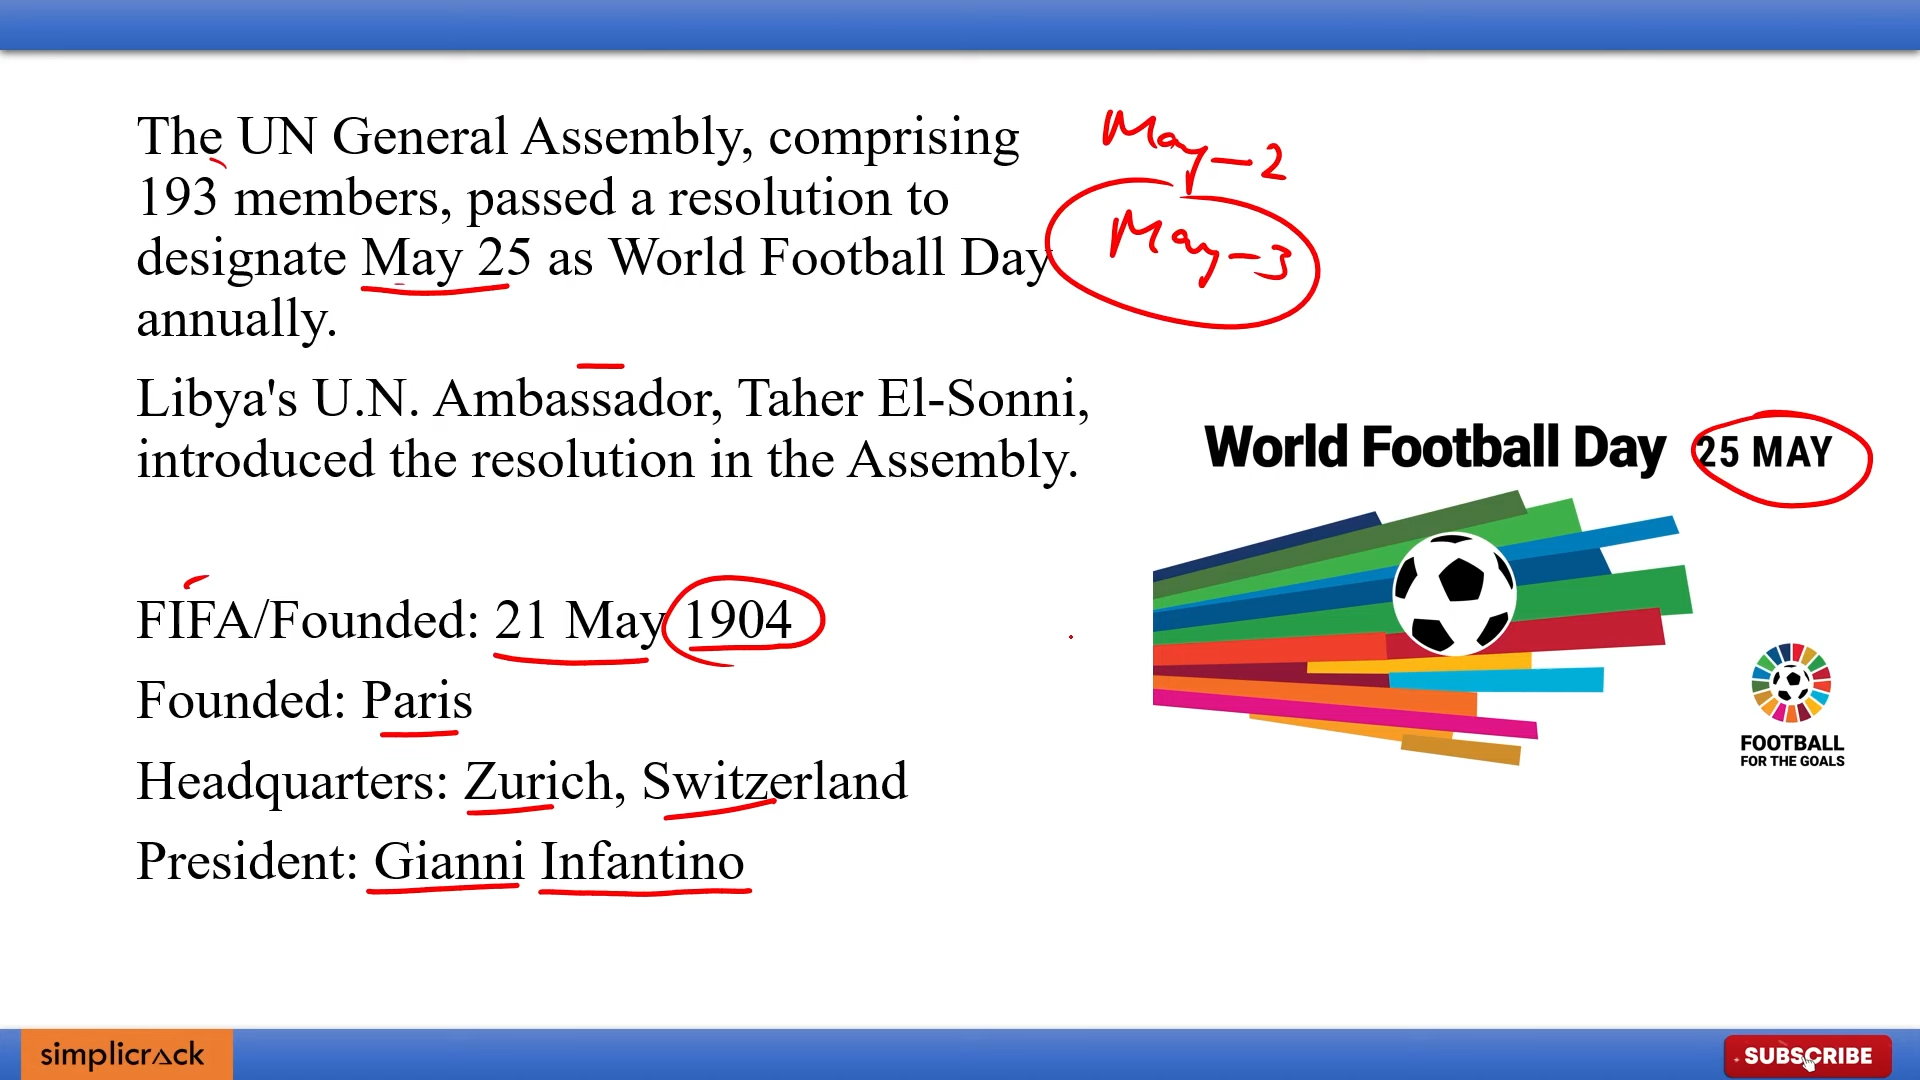 The UN General Assembly, comprising
193 members, passed a resolution to
designate May 25 as World Football Day
annually.
May-2
May-3
Libya's U.N. Ambassador, Taher El-Sonni,
introduced the resolution in the Assembly.
World Football Day 25 MAY
FIFA/Founded: 21 May 1904
Founded: Paris
Headquarters: Zurich, Switzerland
President: Gianni Infantino
FOOTBALL
FOR THE GOALS
simplicrack
SUBSCRIBE